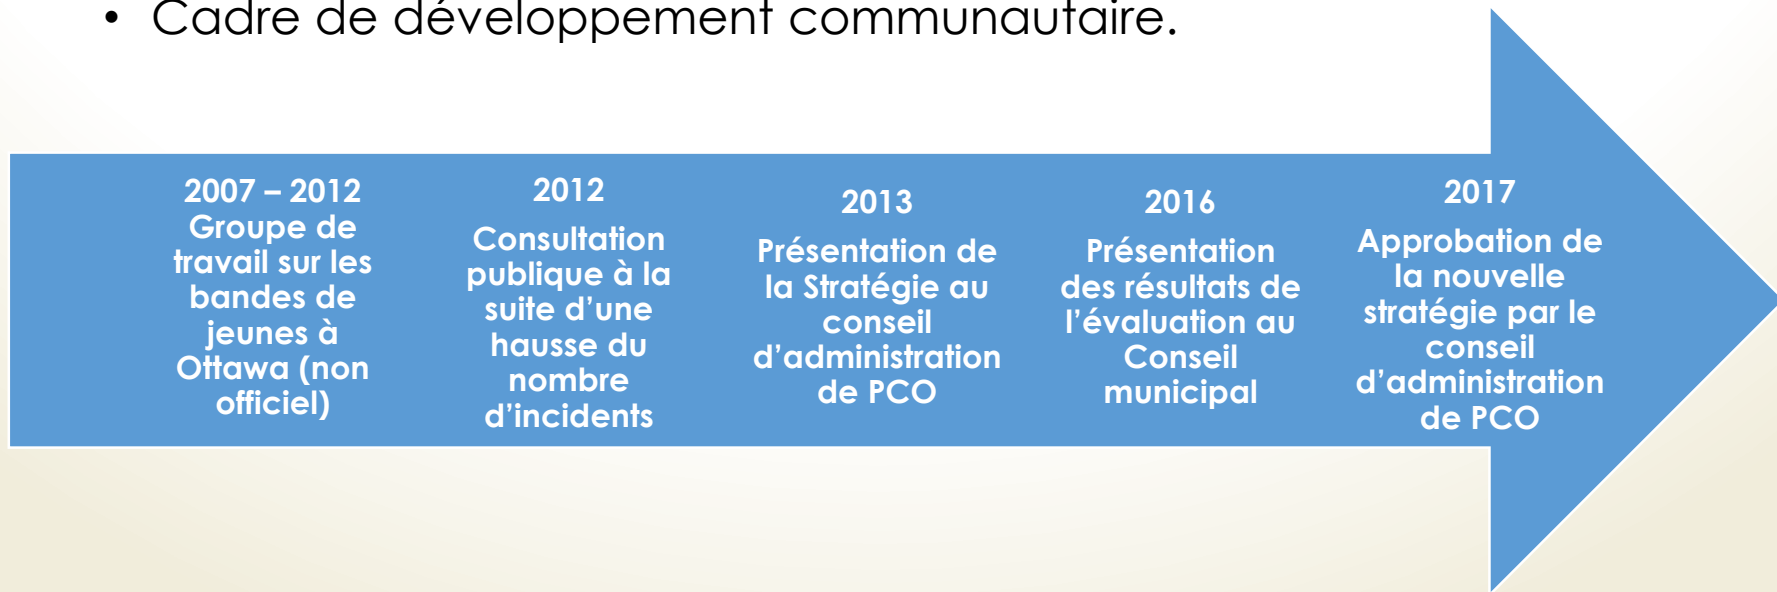 • Cadre de développement communautaire.
2007 – 2012
Groupe de
travail sur les
bandes de
jeunes à
Ottawa (non
officiel)
2012
Consultation
publique à la
suite d’une
hausse du
nombre
d’incidents
2013
Présentation de
la Stratégie au
conseil
d’administration
de PCO
2016
Présentation
des résultats de
l’évaluation au
Conseil
municipal
2017
Approbation de
la nouvelle
stratégie par le
conseil
d’administration
de PCO